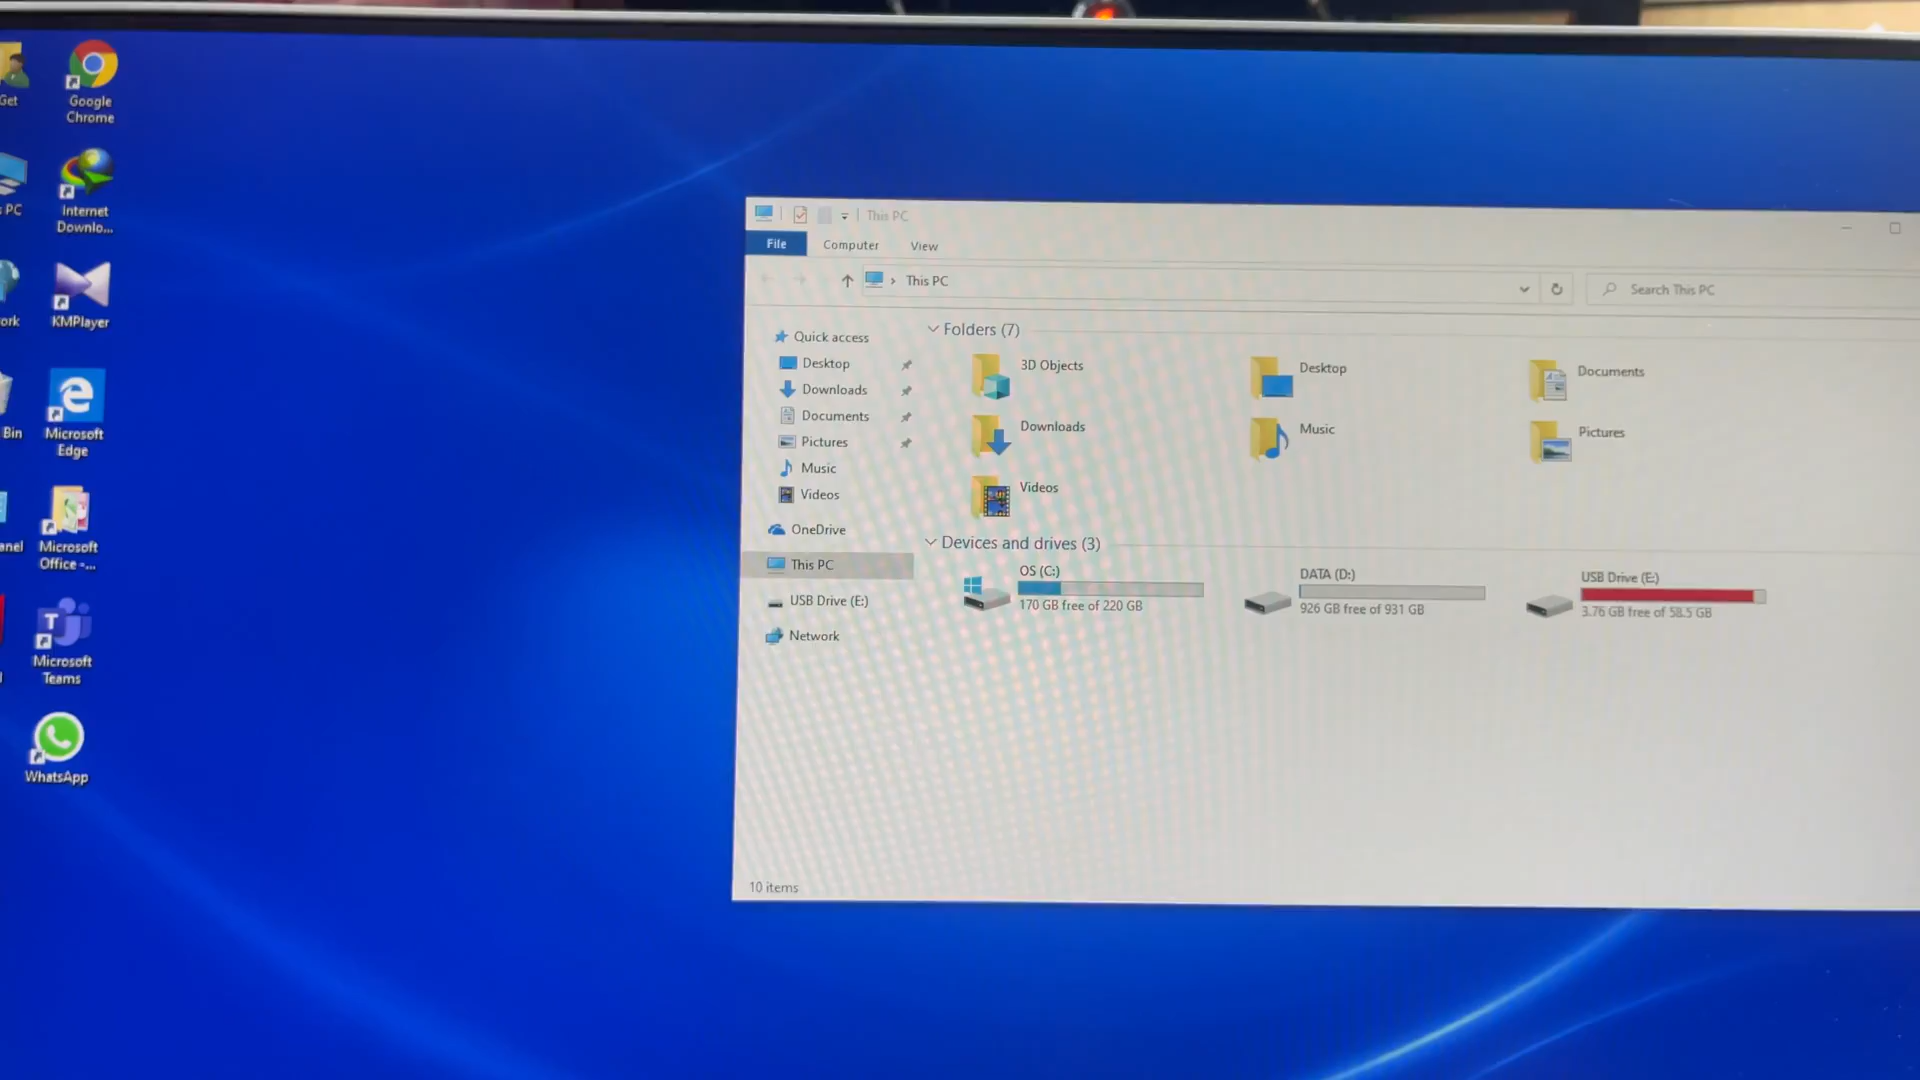 Get
Google
Chrome
PC
Internet
Downlo...
ork
KMPlayer
Bin
Microsoft
Edge
anel
Microsoft
Office -...
Microsoft
Teams
WhatsApp
This PC
File Computer View
This PC
Search This PC
Quick access
Desktop
Downloads
Documents
Pictures
Music
Videos
OneDrive
This PC
USB Drive (E:)
Network
Folders (7)
3D Objects
Desktop
Documents
Downloads
Music
Pictures
Videos
Devices and drives (3)
OS (C:)
170 GB free of 220 GB
DATA (D:)
926 GB free of 931 GB
USB Drive (E:)
3.76 GB free of 58.5 GB
10 items